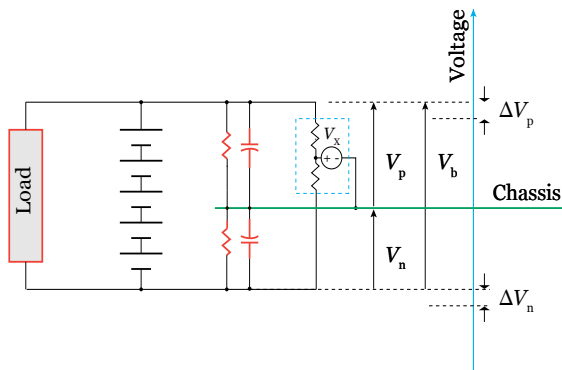 Voltage
ΔVp
Vx
+ -
Load
Vp
Vb
Chassis
Vn
ΔVn